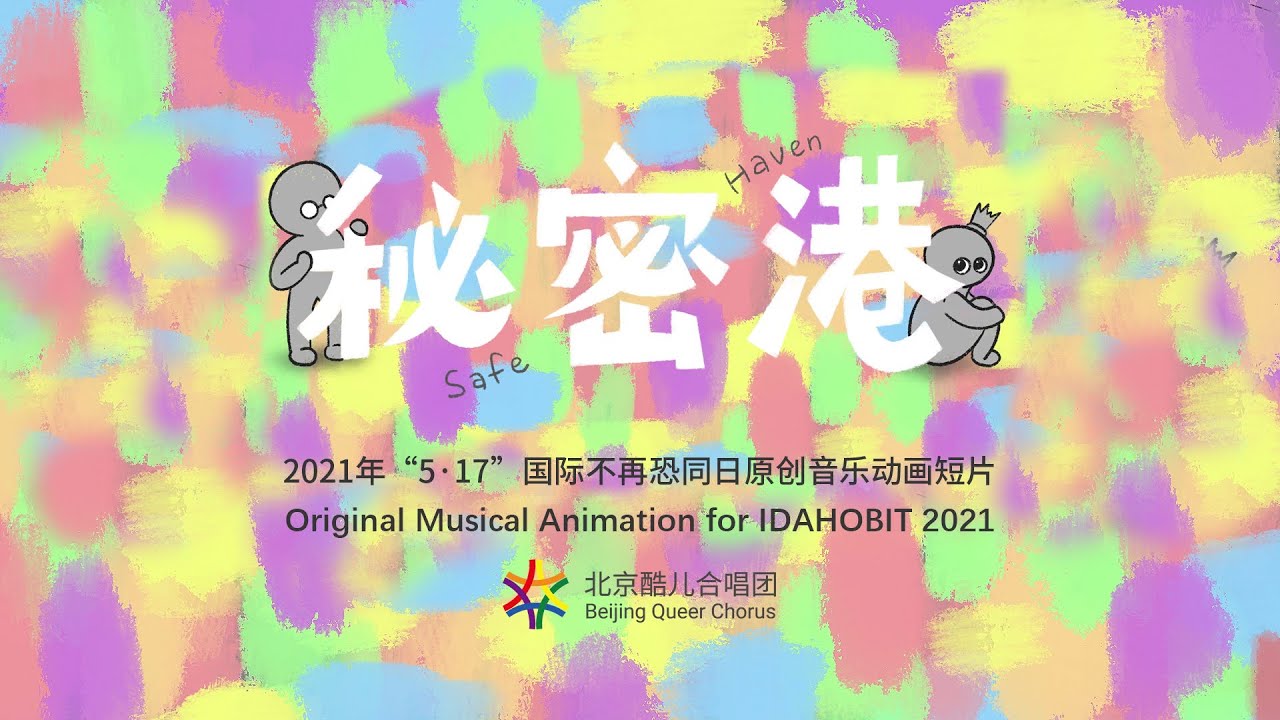 Haven
秘密港
Safe
2021年“5·17”国际不再恐同日原创音乐动画短片
Original Musical Animation for IDAHOBIT 2021
北京酷儿合唱团
Beijing Queer Chorus